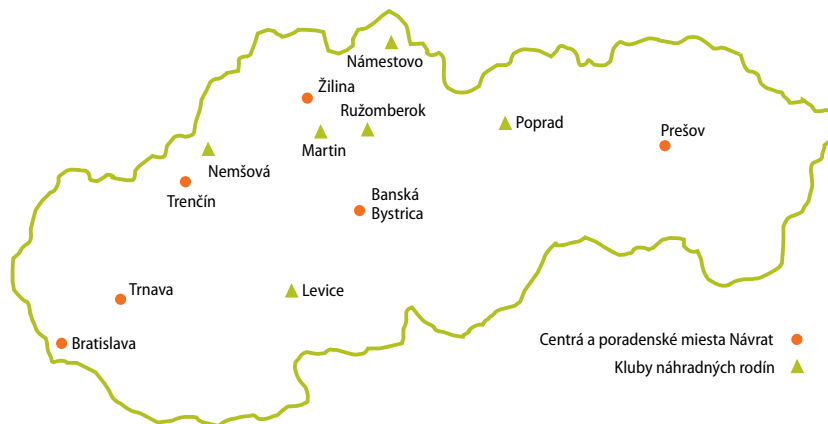 Námestovo
Žilina
Ružomberok
Martin
Poprad
Prešov
Nemšová
Trenčín
Banská
Bystrica
Trnava
Levice
Bratislava
Centrá a poradenské miesta Návrat
Kluby náhradných rodín